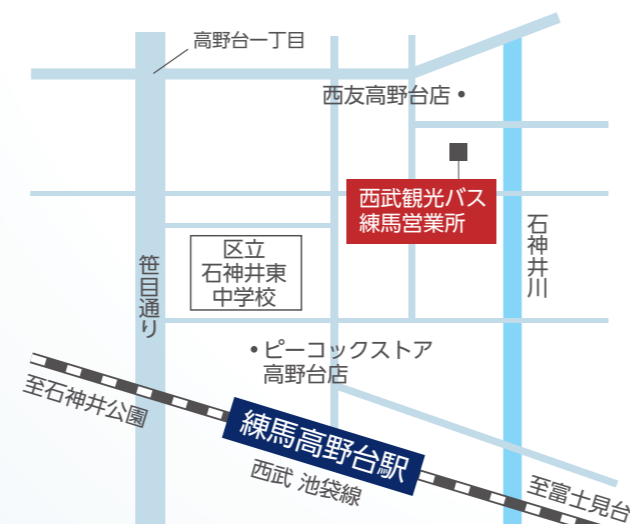 高野台一丁目
西友高野台店
西武観光バス
練馬営業所
石神井川
区立
石神井東
中学校
笹目通り
ピーコックストア
高野台店
至石神井公園
練馬高野台駅
西武 池袋線
至富士見台